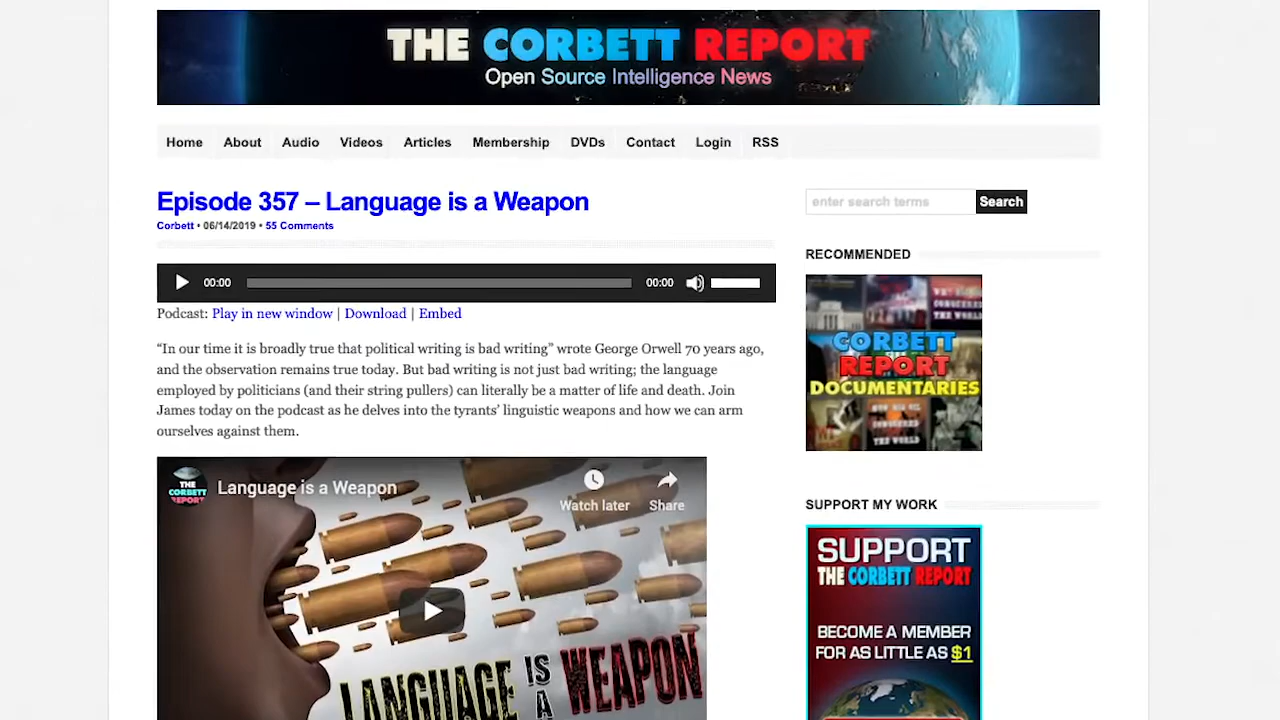 THE CORBETT REPORT
Open Source Intelligence News
Home About Audio Videos Articles Membership DVDs Contact Login RSS
Episode 357 – Language is a Weapon
Corbett • 06/14/2019 • 55 Comments
00:00 00:00
Podcast: Play in new window | Download | Embed
“In our time it is broadly true that political writing is bad writing” wrote George Orwell 70 years ago,
and the observation remains true today. But bad writing is not just bad writing; the language
employed by politicians (and their string pullers) can literally be a matter of life and death. Join
James today on the podcast as he delves into the tyrants’ linguistic weapons and how we can arm
ourselves against them.
THE
CORBETT
REPORT
Language is a Weapon
Watch later
Share
LANGUAGE IS A WEAPON
enter search terms Search
RECOMMENDED
CORBETT
REPORT
DOCUMENTARIES
CONQUERED
THE WORLD
SUPPORT MY WORK
SUPPORT
THE CORBETT REPORT
BECOME A MEMBER
FOR AS LITTLE AS $1